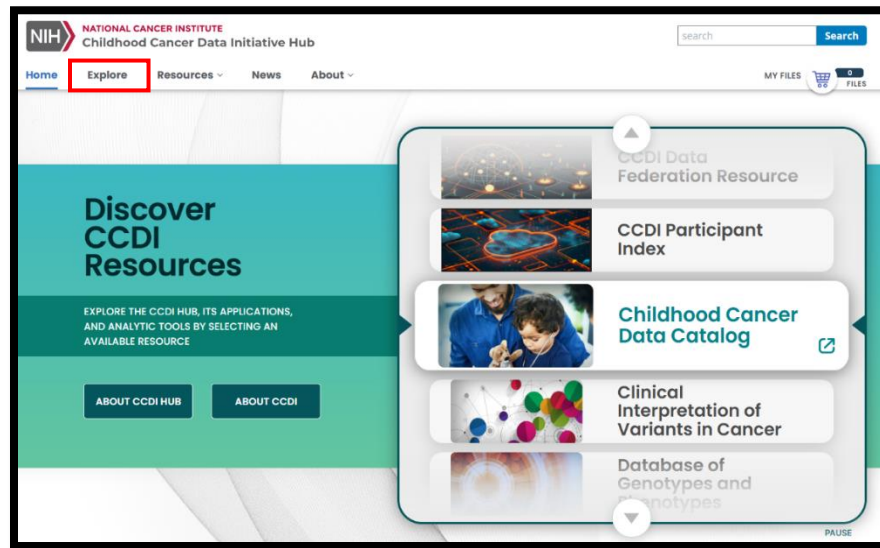 NIH
NATIONAL CANCER INSTITUTE
Childhood Cancer Data Initiative Hub
search
Search
Home
Explore
Resources
News
About
MY FILES
0
FILES
Discover
CCDI
Resources
EXPLORE THE CCDI HUB, ITS APPLICATIONS,
AND ANALYTIC TOOLS BY SELECTING AN
AVAILABLE RESOURCE
ABOUT CCDI HUB
ABOUT CCDI
CCDI Data
Federation Resource
CCDI Participant
Index
Childhood Cancer
Data Catalog
Clinical
Interpretation of
Variants in Cancer
Database of
Genotypes and
Phenotypes
PAUSE